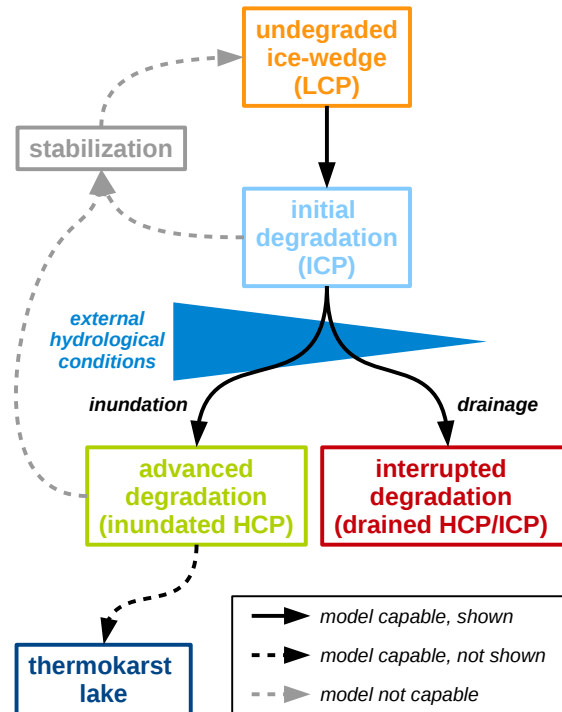 undegraded
ice-wedge
(LCP)
stabilization
initial
degradation
(ICP)
external
hydrological
conditions
inundation
drainage
advanced
degradation
(inundated HCP)
interrupted
degradation
(drained HCP/ICP)
thermokarst
lake
model capable, shown
model capable, not shown
model not capable